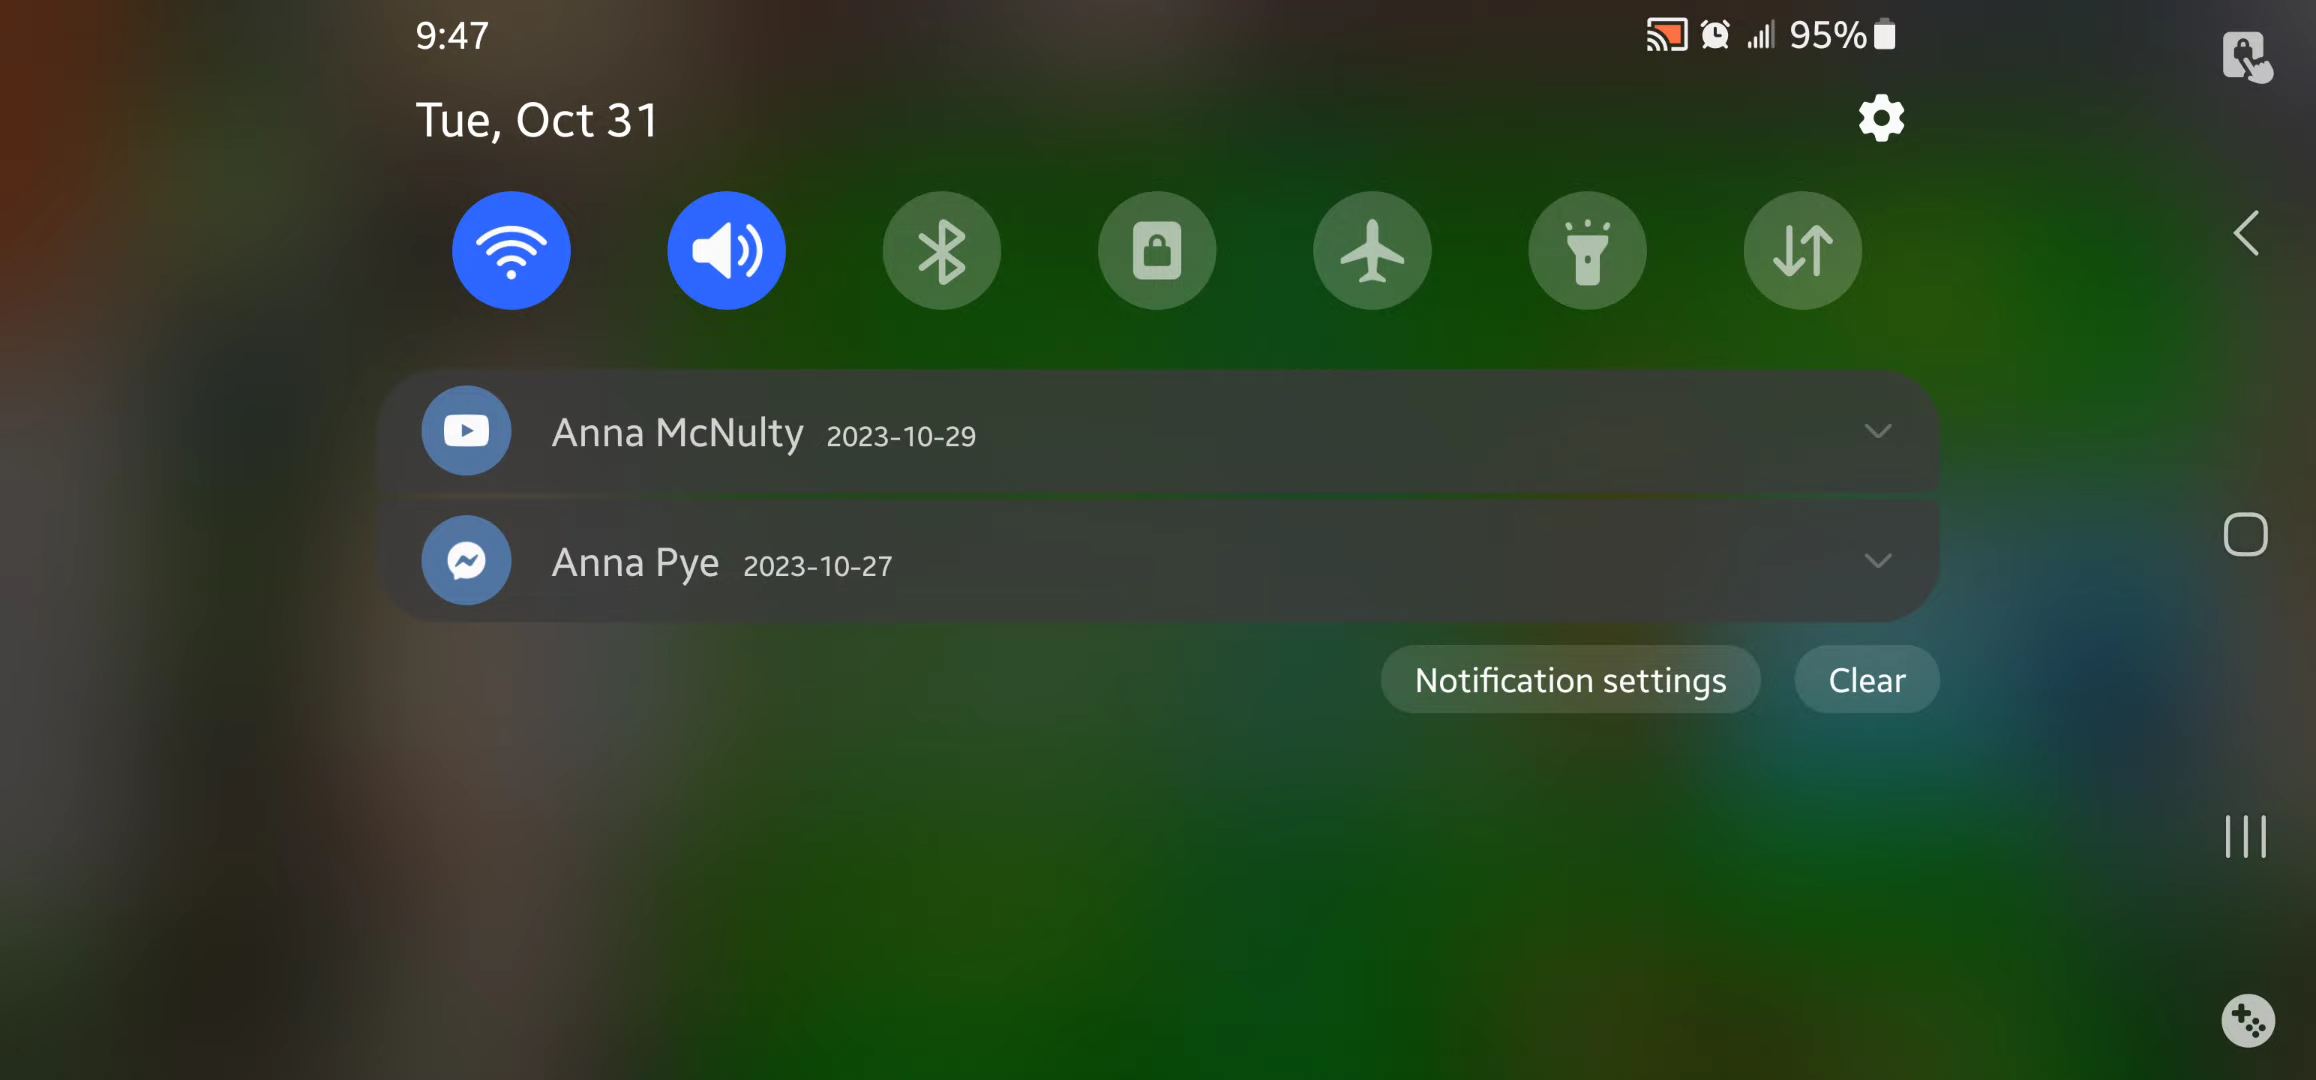 9:47
95%
Tue, Oct 31
Anna McNulty 2023-10-29
Anna Pye 2023-10-27
Notification settings
Clear